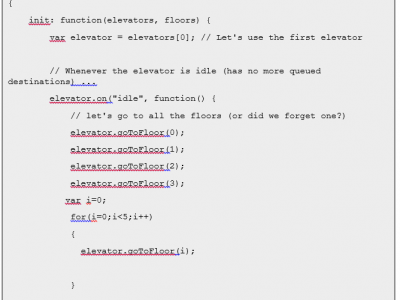 {
init: function(elevators, floors) {
var elevator = elevators[0]; // Let's use the first elevator
// Whenever the elevator is idle (has no more queued
destinations) ...
elevator.on("idle", function() {
// let's go to all the floors (or did we forget one?)
elevator.goToFloor(0);
elevator.goToFloor(1);
elevator.goToFloor(2);
elevator.goToFloor(3);
var i=0;
for(i=0;i<5;i++)
{
elevator.goToFloor(i);
}